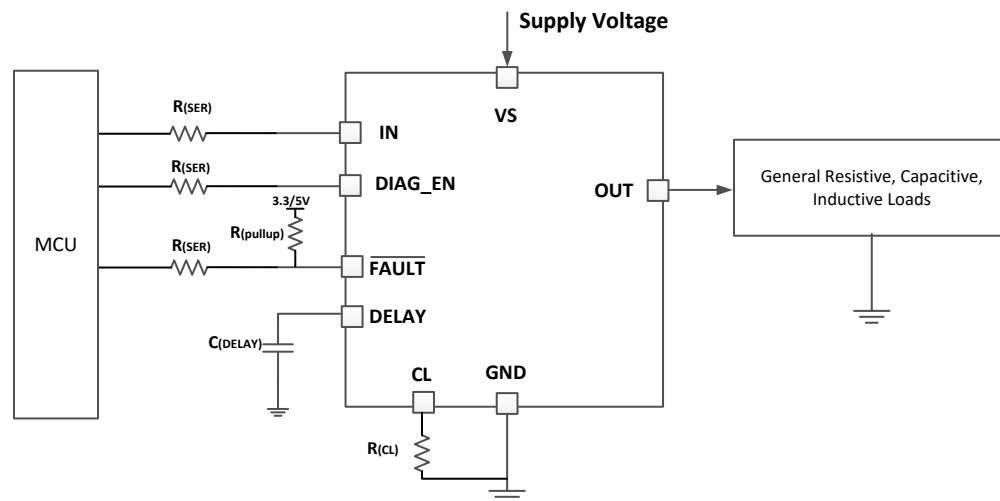 Supply Voltage
VS
MCU
R(SER)
IN
R(SER)
DIAG_EN
3.3/5V
R(pullup)
R(SER)
FAULT
DELAY
C(DELAY)
CL
GND
R(CL)
OUT
General Resistive, Capacitive,
Inductive Loads